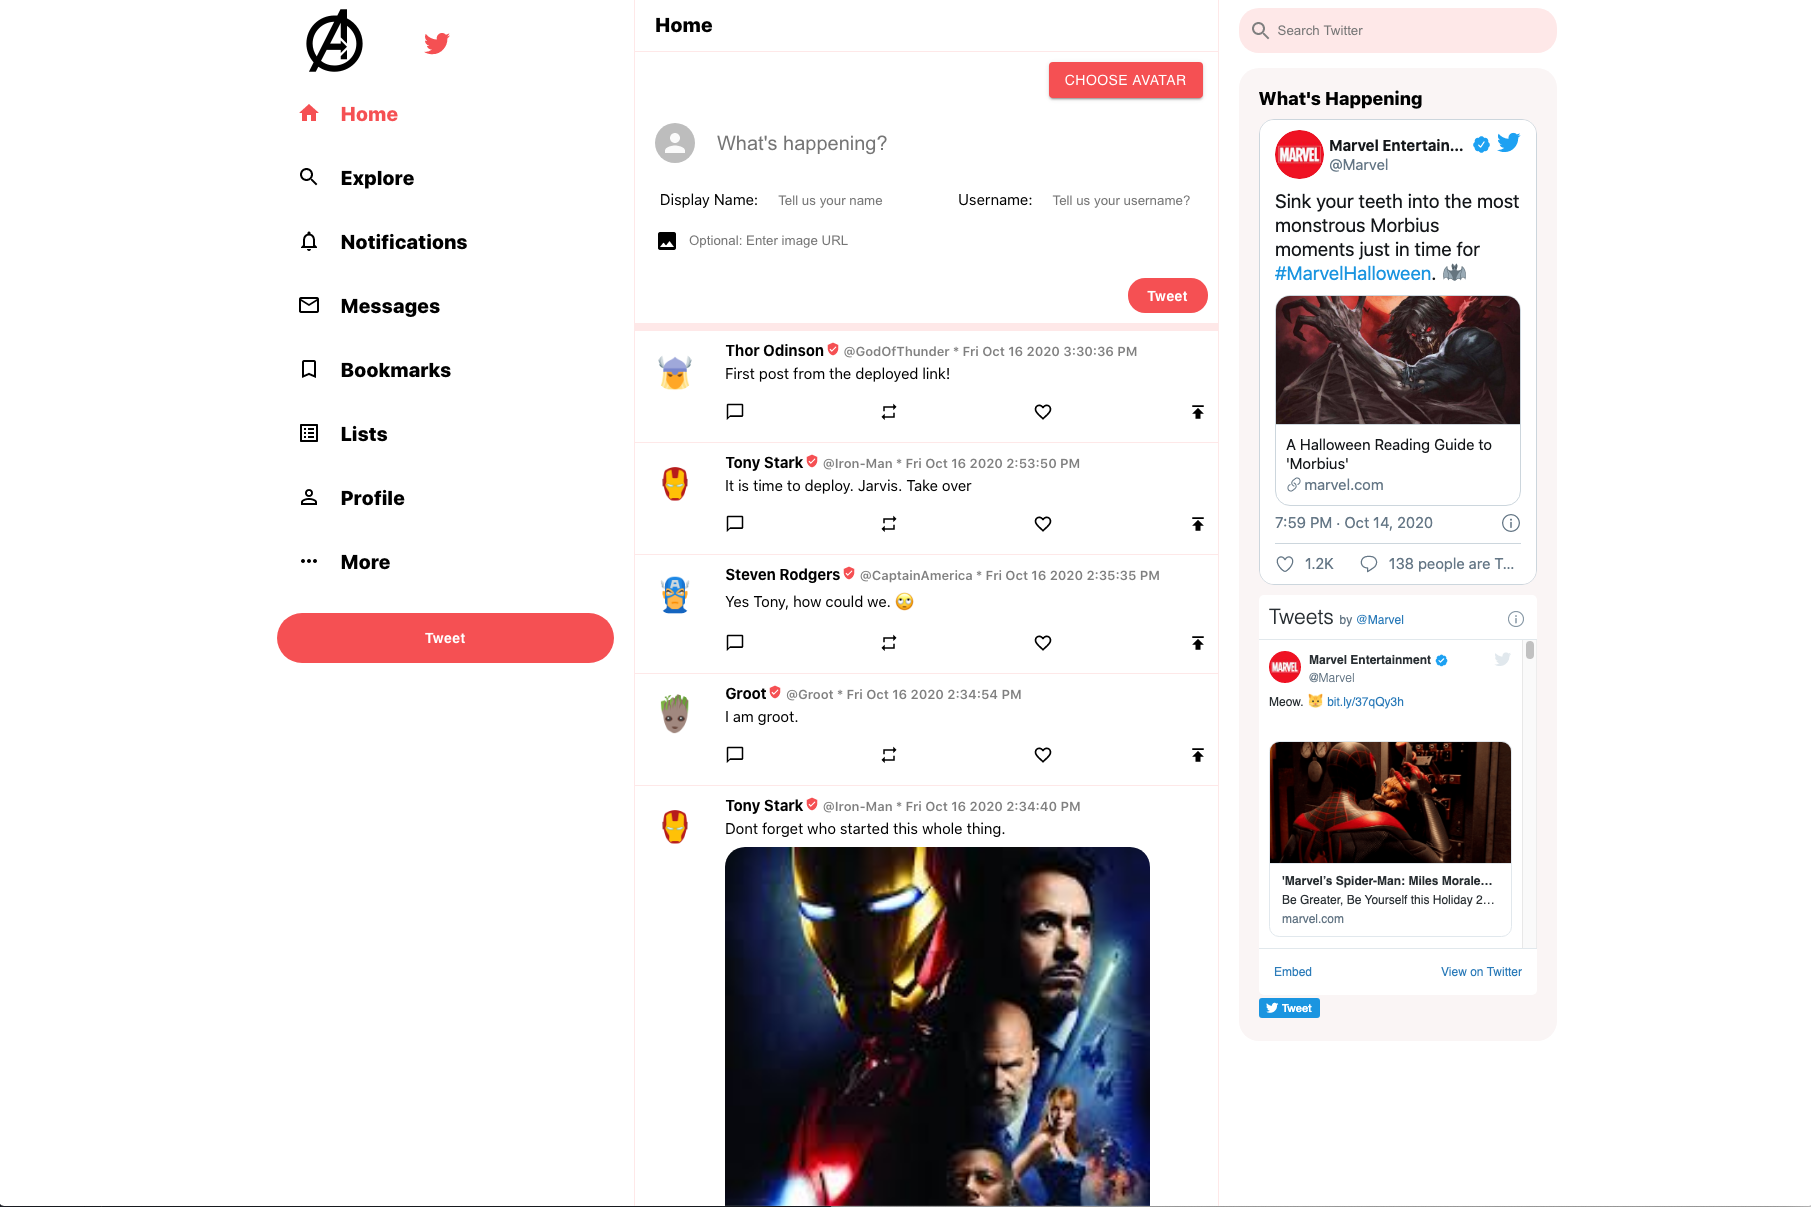 Home
Explore
Notifications
Messages
Bookmarks
Lists
Profile
More
Tweet
Home
CHOOSE AVATAR
What's happening?
Display Name: Tell us your name Username: Tell us your username?
Optional: Enter image URL
Tweet
Thor Odinson @GodOfThunder * Fri Oct 16 2020 3:30:36 PM
First post from the deployed link!
Tony Stark @Iron-Man * Fri Oct 16 2020 2:53:50 PM
It is time to deploy. Jarvis. Take over
Steven Rodgers @CaptainAmerica * Fri Oct 16 2020 2:35:35 PM
Yes Tony, how could we. 🙄
Groot @Groot * Fri Oct 16 2020 2:34:54 PM
I am groot.
Tony Stark @Iron-Man * Fri Oct 16 2020 2:34:40 PM
Dont forget who started this whole thing.
Search Twitter
What's Happening
MARVEL
Marvel Entertain...
@Marvel
Sink your teeth into the most
monstrous Morbius
moments just in time for
#MarvelHalloween. 🦇
A Halloween Reading Guide to
'Morbius'
marvel.com
7:59 PM · Oct 14, 2020
1.2K 138 people are T...
Tweets by @Marvel
MARVEL
Marvel Entertainment
@Marvel
Meow. 🐱 bit.ly/37qQy3h
'Marvel's Spider-Man: Miles Morale...
Be Greater, Be Yourself this Holiday 2...
marvel.com
Embed View on Twitter
Tweet